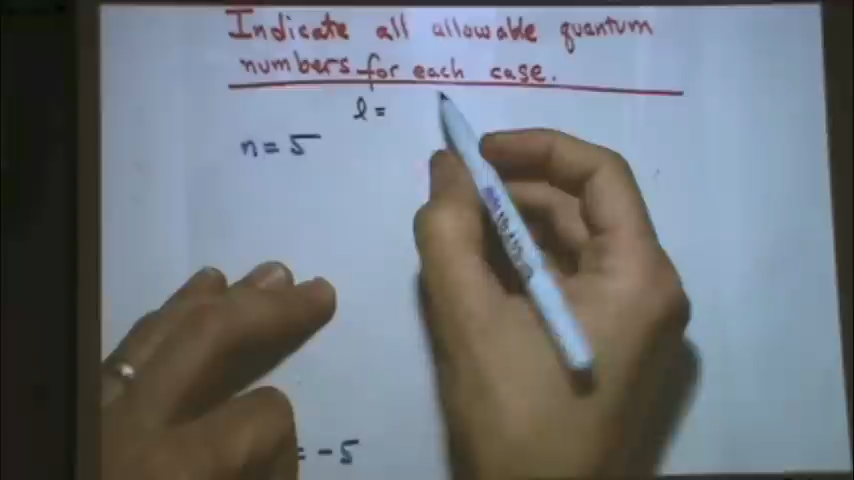 Indicate all allowable quantum
numbers for each case.
l =
n = 5
= -5